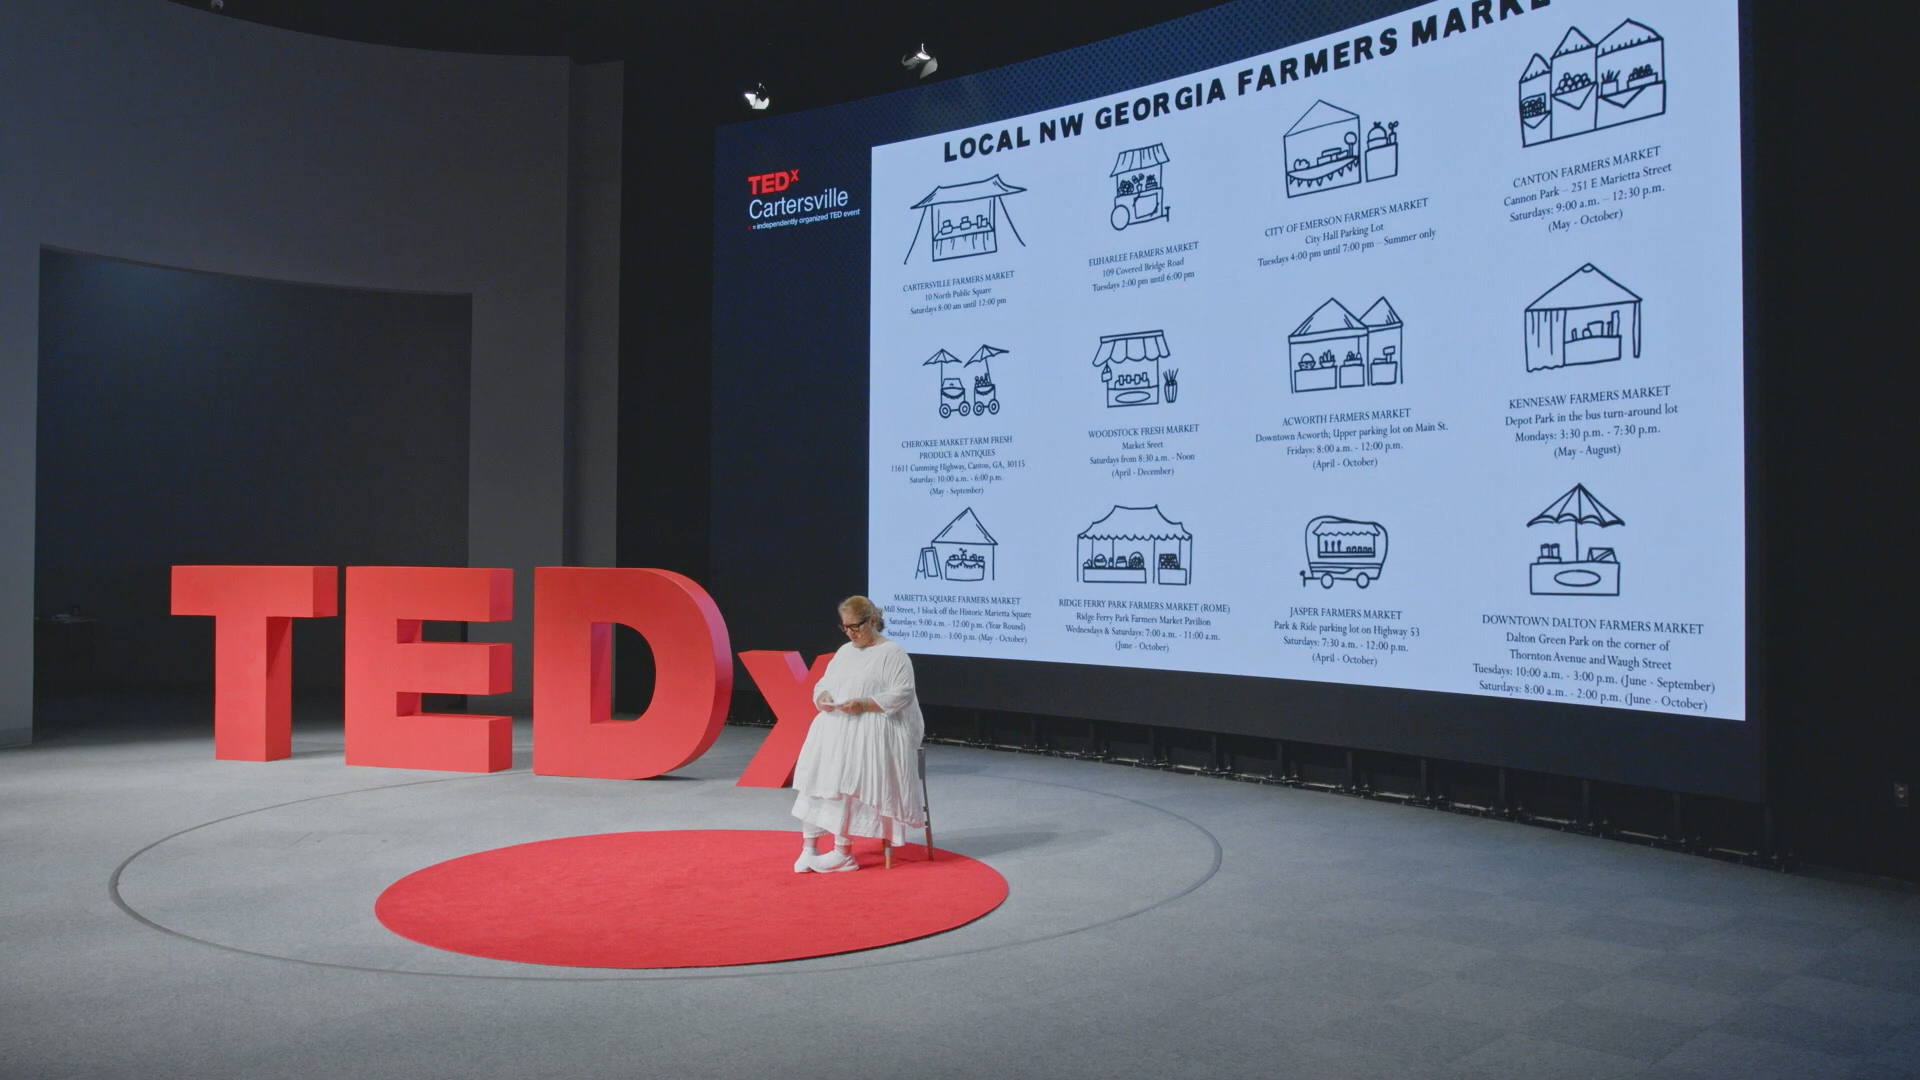 LOCAL NW GEORGIA FARMERS MARKE
TEDx
Cartersville
x = independently organized TED event
CARTERSVILLE FARMERS MARKET
10 North Public Square
Saturdays 8:00 am until 12:00 pm
EUHARLEE FARMERS MARKET
109 Covered Bridge Road
Tuesdays 2:00 pm until 6:00 pm
CITY OF EMERSON FARMER'S MARKET
City Hall Parking Lot
Tuesdays 4:00 pm until 7:00 pm – Summer only
CANTON FARMERS MARKET
Cannon Park – 251 E Marietta Street
Saturdays: 9:00 a.m. – 12:30 p.m.
(May - October)
CHEROKEE MARKET FARM FRESH
PRODUCE & ANTIQUES
11611 Cumming Highway, Canton, GA, 30115
Saturday: 10:00 a.m. - 6:00 p.m.
(May - September)
WOODSTOCK FRESH MARKET
Market Sreet
Saturdays from 8:30 a.m. - Noon
(April - December)
ACWORTH FARMERS MARKET
Downtown Acworth; Upper parking lot on Main St.
Fridays: 8:00 a.m. - 12:00 p.m.
(April - October)
KENNESAW FARMERS MARKET
Depot Park in the bus turn-around lot
Mondays: 3:30 p.m. - 7:30 p.m.
(May - August)
MARIETTA SQUARE FARMERS MARKET
Mill Street, 1 block off the Historic Marietta Square
Saturdays: 9:00 a.m. - 12:00 p.m. (Year Round)
Sundays 12:00 p.m. - 3:00 p.m. (May - October)
RIDGE FERRY PARK FARMERS MARKET (ROME)
Ridge Ferry Park Farmers Market Pavilion
Wednesdays & Saturdays: 7:00 a.m. - 11:00 a.m.
(June - October)
JASPER FARMERS MARKET
Park & Ride parking lot on Highway 53
Saturdays: 7:30 a.m. - 12:00 p.m.
(April - October)
DOWNTOWN DALTON FARMERS MARKET
Dalton Green Park on the corner of
Thornton Avenue and Waugh Street
Tuesdays: 10:00 a.m. - 3:00 p.m. (June - September)
Saturdays: 8:00 a.m. - 2:00 p.m. (June - October)
TEDx